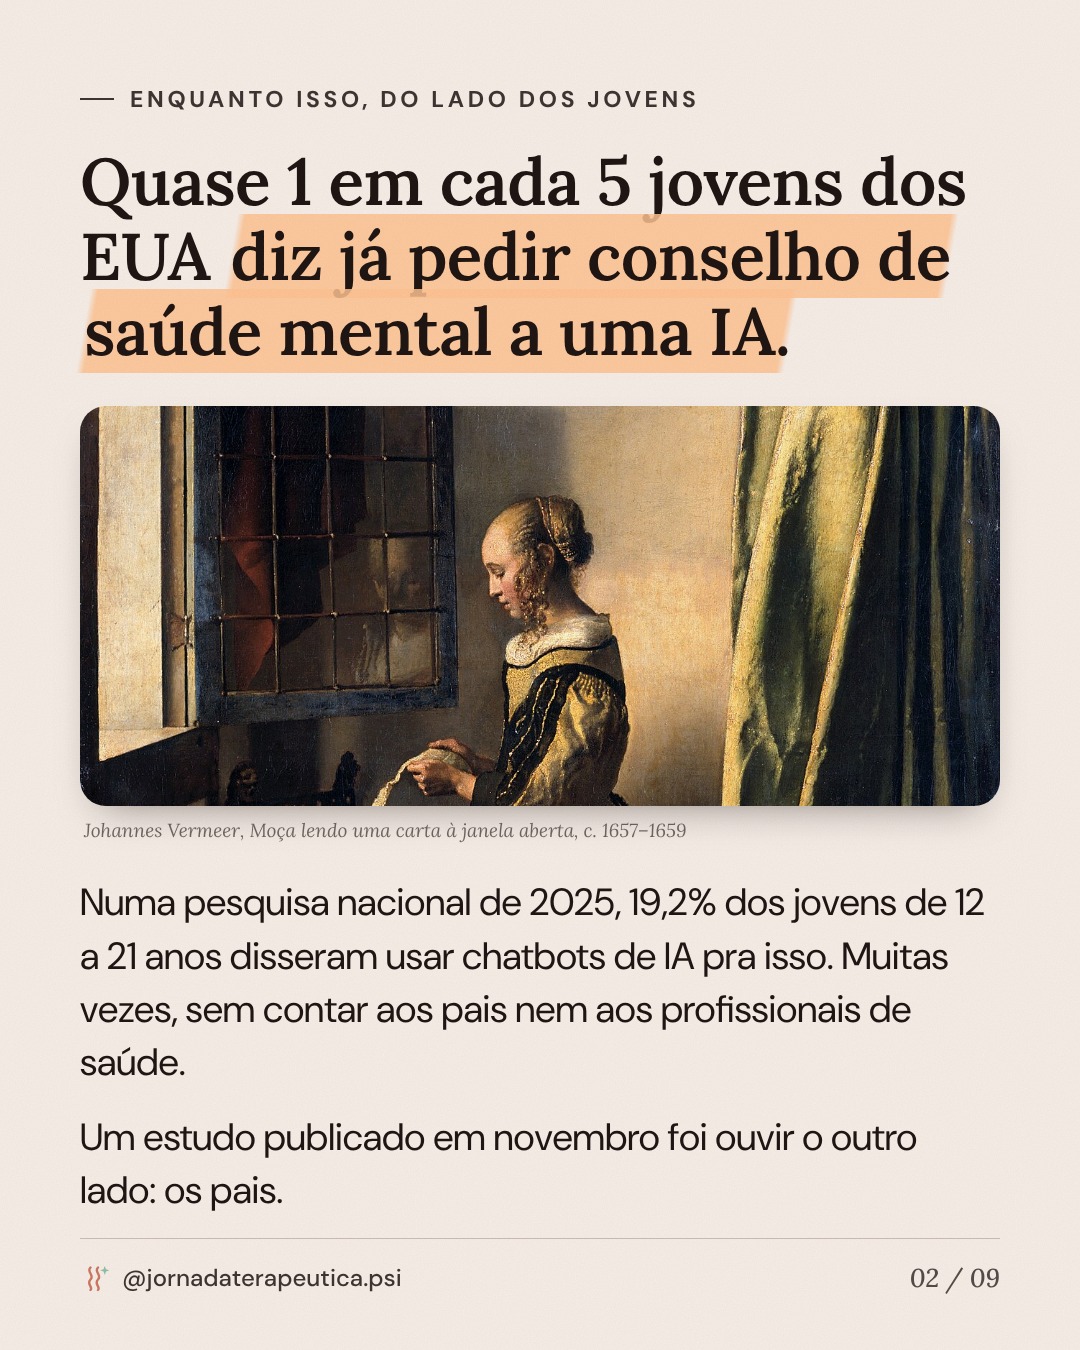 — ENQUANTO ISSO, DO LADO DOS JOVENS
Quase 1 em cada 5 jovens dos
EUA diz já pedir conselho de
saúde mental a uma IA.
Johannes Vermeer, Moça lendo uma carta à janela aberta, c. 1657–1659
Numa pesquisa nacional de 2025, 19,2% dos jovens de 12
a 21 anos disseram usar chatbots de IA pra isso. Muitas
vezes, sem contar aos pais nem aos profissionais de
saúde.
Um estudo publicado em novembro foi ouvir o outro
lado: os pais.
@jornadaterapeutica.psi
02 / 09